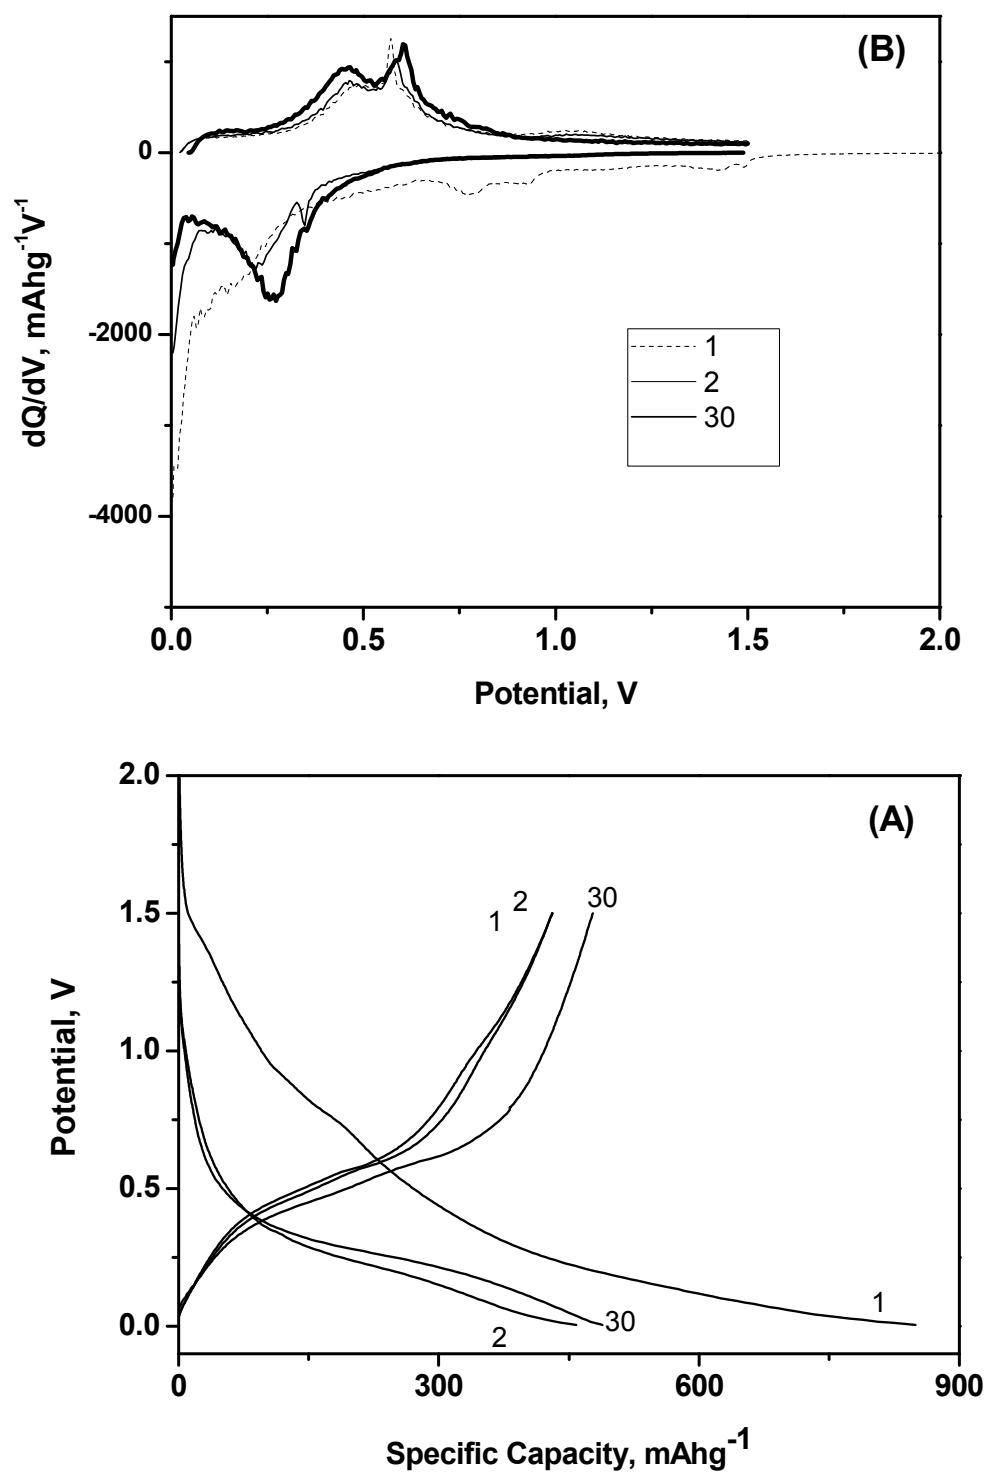 (B)
0
-2000
-4000
dQ/dV, mAhg⁻¹V⁻¹
1
2
30
0.0 0.5 1.0 1.5 2.0
Potential, V
2.0
1.5
1.0
0.5
0.0
Potential, V
(A)
1 2 30
1
2 30
0 300 600 900
Specific Capacity, mAhg⁻¹